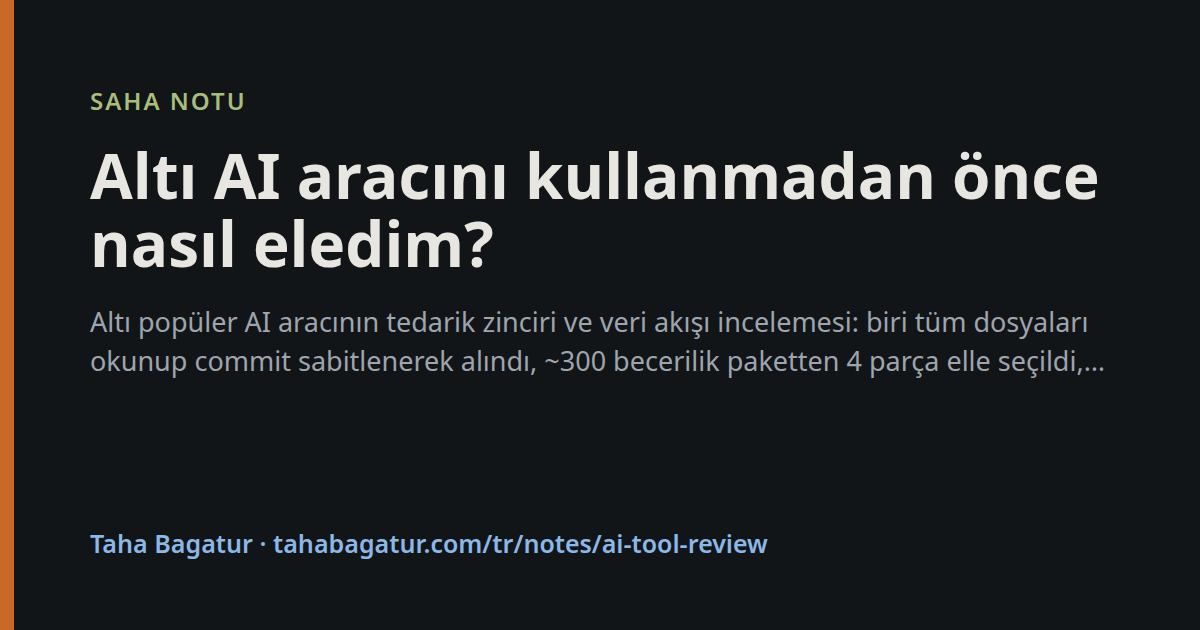 SAHA NOTU
Altı AI aracını kullanmadan önce
nasıl eledim?
Altı popüler AI aracının tedarik zinciri ve veri akışı incelemesi: biri tüm dosyaları
okunup commit sabitlenerek alındı, ~300 becerilik paketten 4 parça elle seçildi,...
Taha Bagatur · tahabagatur.com/tr/notes/ai-tool-review